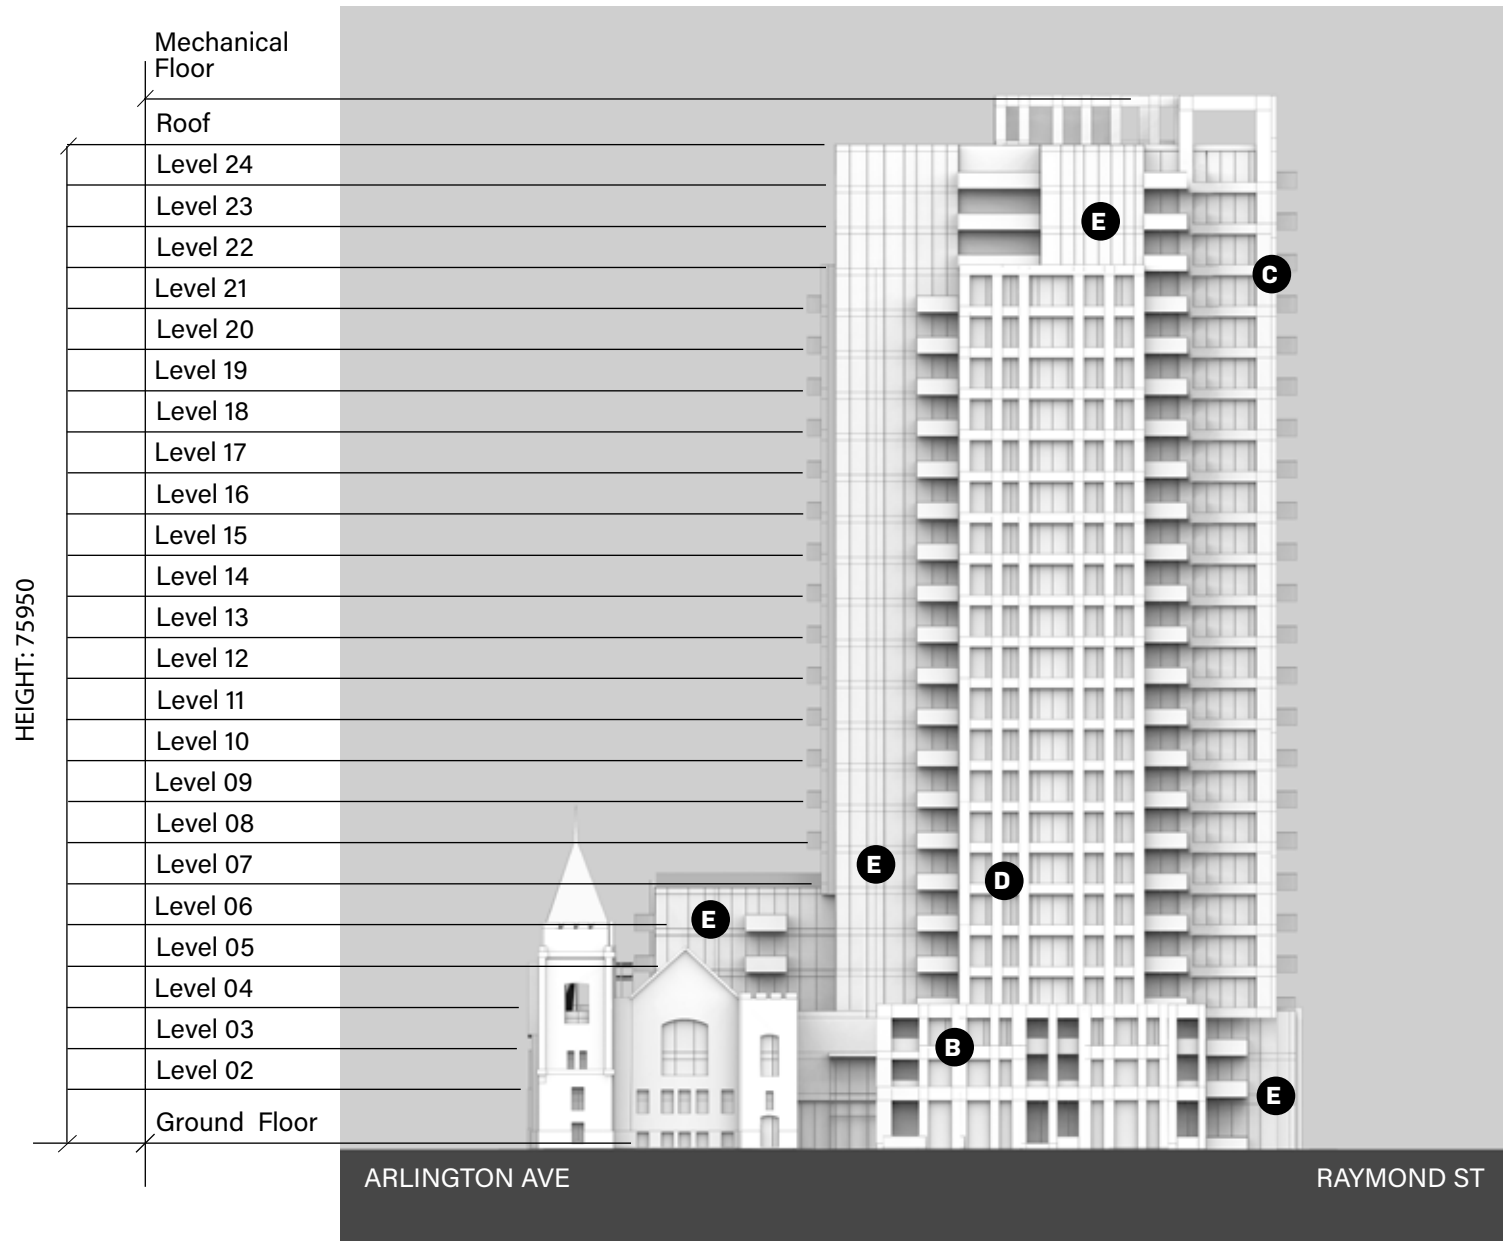 Mechanical
Floor
Roof
Level 24
Level 23
Level 22
Level 21
Level 20
Level 19
Level 18
Level 17
Level 16
Level 15
Level 14
Level 13
Level 12
Level 11
Level 10
Level 09
Level 08
Level 07
Level 06
Level 05
Level 04
Level 03
Level 02
Ground Floor
HEIGHT: 75950
E
C
E
D
E
B
E
ARLINGTON AVE
RAYMOND ST